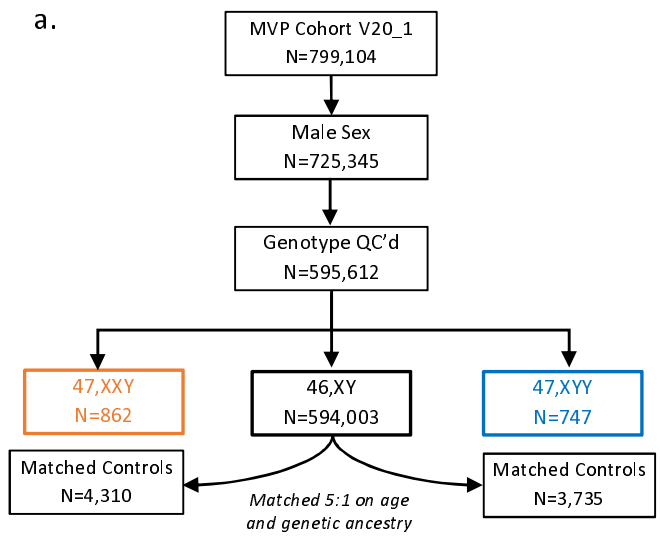 a.
MVP Cohort V20_1
N=799,104
Male Sex
N=725,345
Genotype QC'd
N=595,612
47,XXY
N=862
46,XY
N=594,003
47,XYY
N=747
Matched Controls
N=4,310
Matched 5:1 on age
and genetic ancestry
Matched Controls
N=3,735